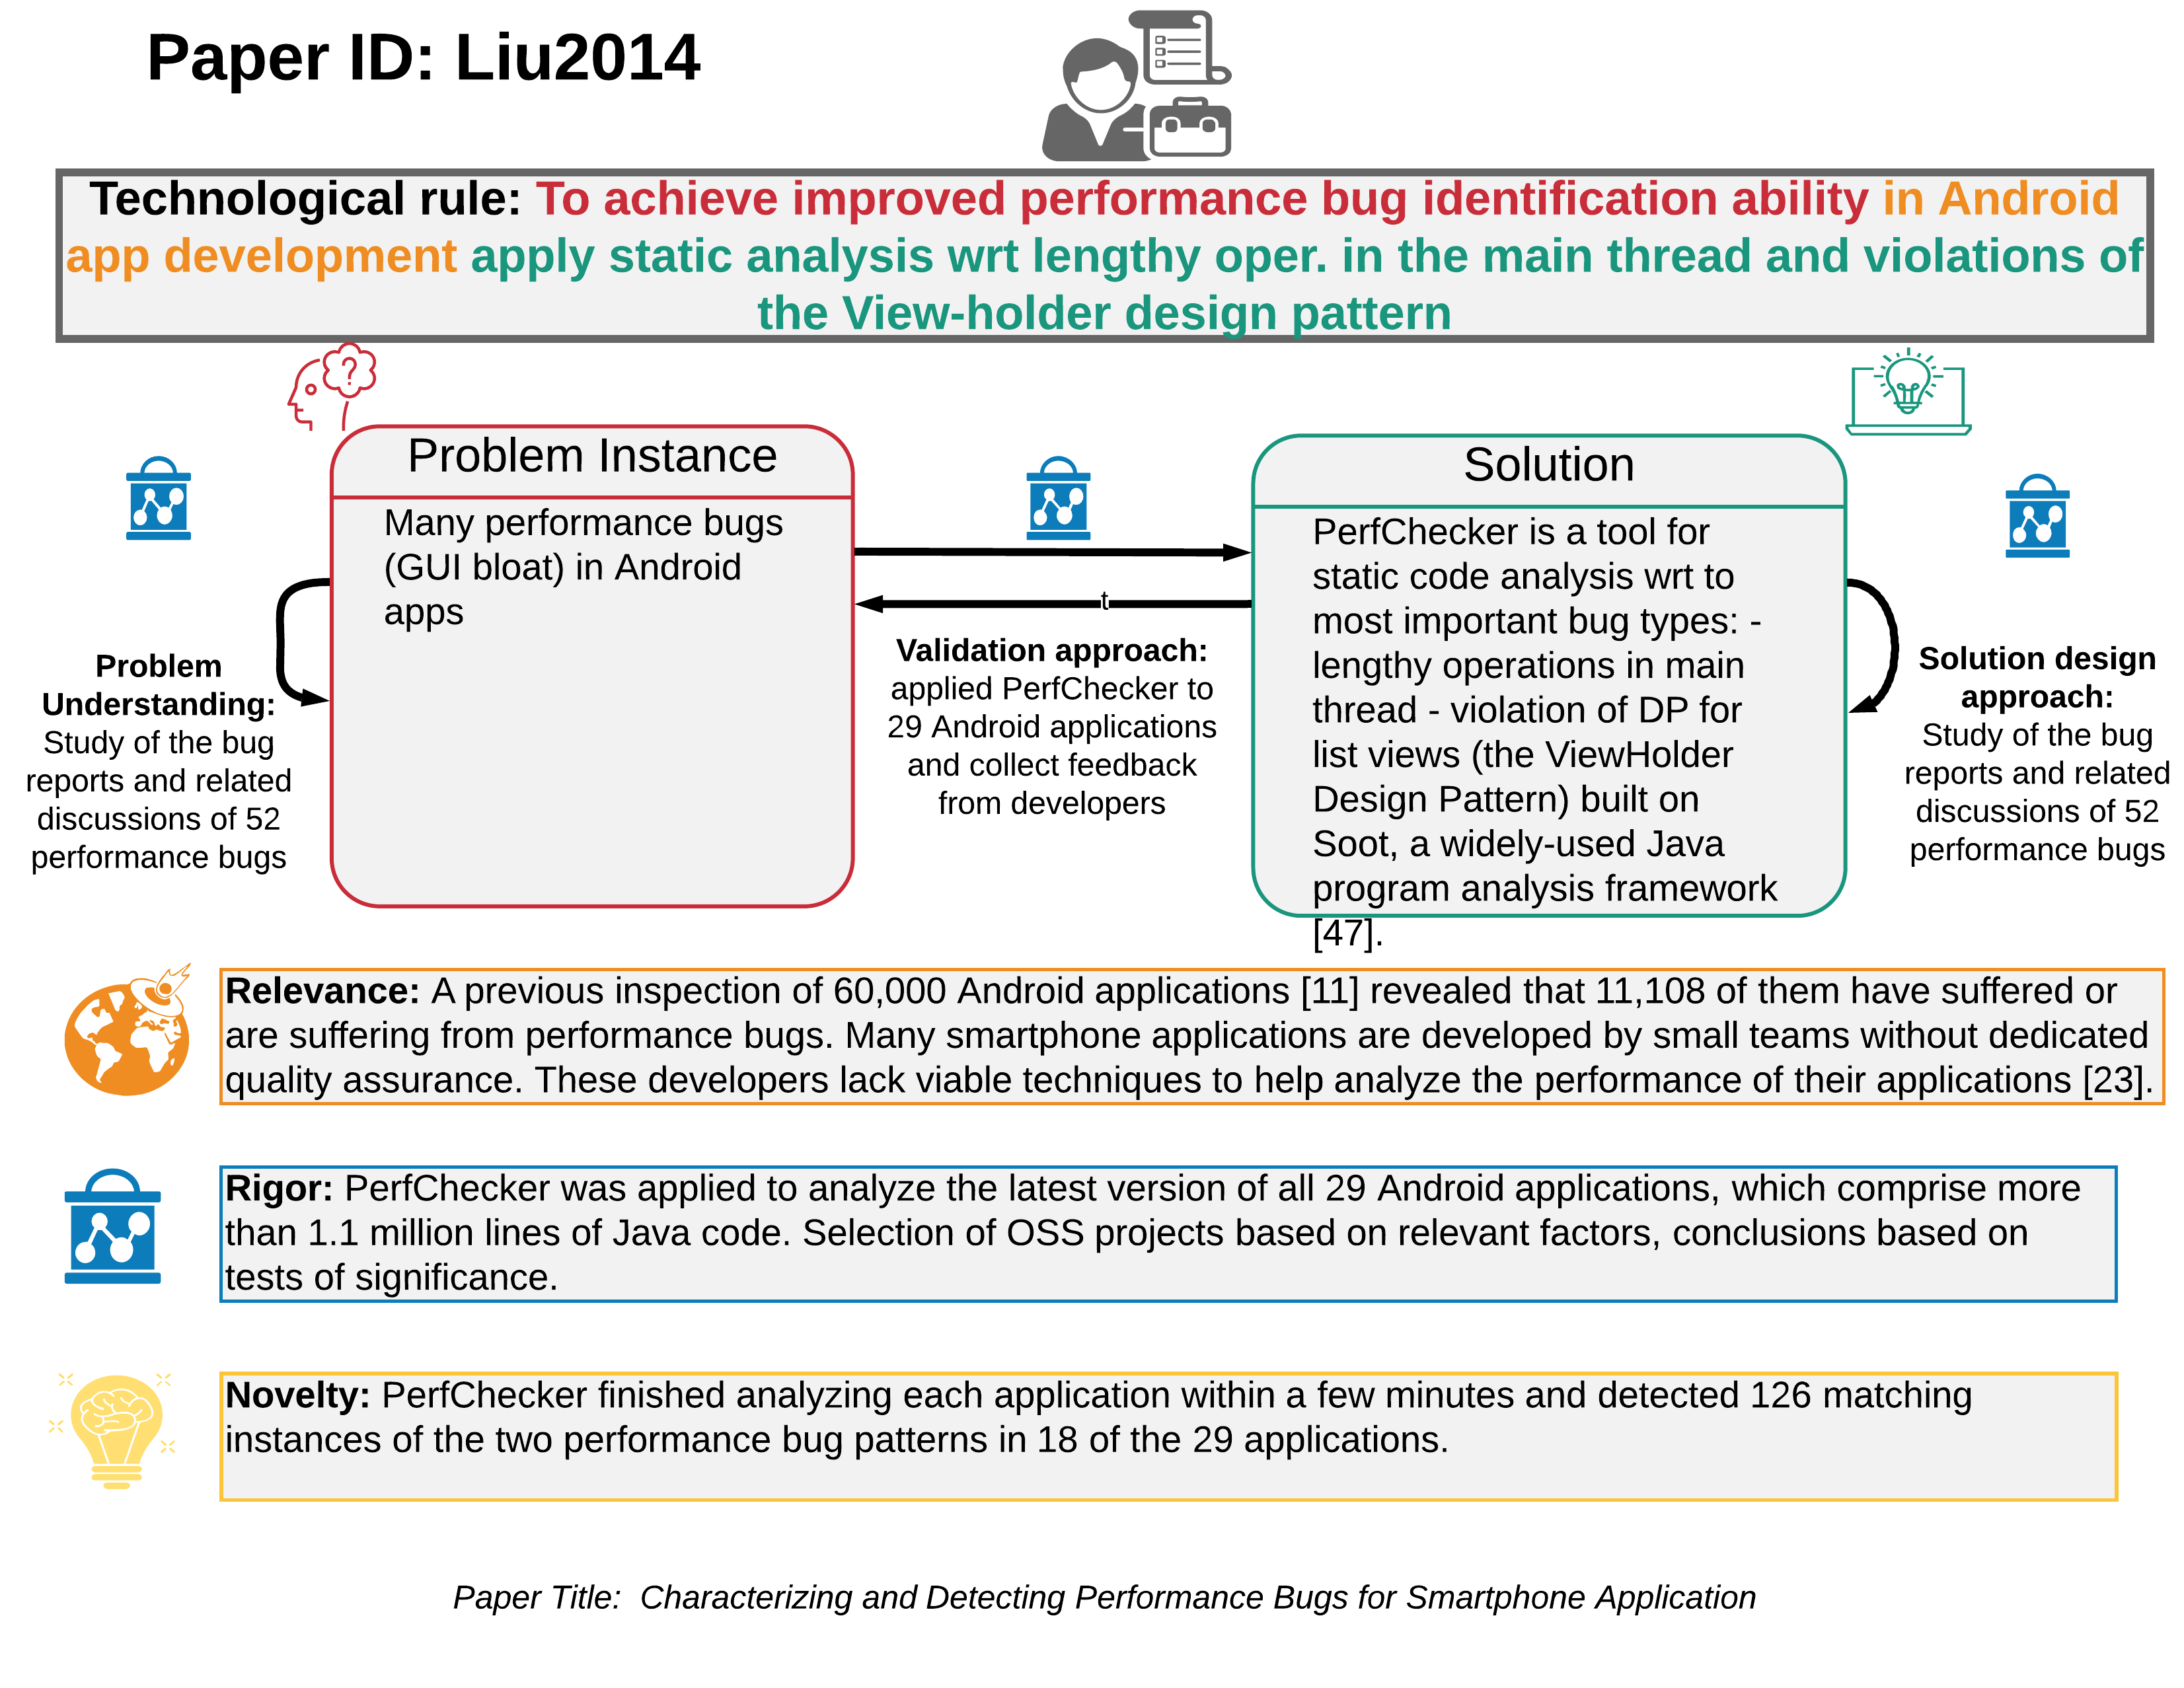 Paper ID: Liu2014
Technological rule: To achieve improved performance bug identification ability in Android
app development apply static analysis wrt lengthy oper. in the main thread and violations of
the View-holder design pattern
Problem Instance
Many performance bugs
(GUI bloat) in Android
apps
Problem
Understanding:
Study of the bug
reports and related
discussions of 52
performance bugs
t
Validation approach:
applied PerfChecker to
29 Android applications
and collect feedback
from developers
Solution
PerfChecker is a tool for
static code analysis wrt to
most important bug types: -
lengthy operations in main
thread - violation of DP for
list views (the ViewHolder
Design Pattern) built on
Soot, a widely-used Java
program analysis framework
[47].
Solution design
approach:
Study of the bug
reports and related
discussions of 52
performance bugs
Relevance: A previous inspection of 60,000 Android applications [11] revealed that 11,108 of them have suffered or
are suffering from performance bugs. Many smartphone applications are developed by small teams without dedicated
quality assurance. These developers lack viable techniques to help analyze the performance of their applications [23].
Rigor: PerfChecker was applied to analyze the latest version of all 29 Android applications, which comprise more
than 1.1 million lines of Java code. Selection of OSS projects based on relevant factors, conclusions based on
tests of significance.
Novelty: PerfChecker finished analyzing each application within a few minutes and detected 126 matching
instances of the two performance bug patterns in 18 of the 29 applications.
Paper Title: Characterizing and Detecting Performance Bugs for Smartphone Application